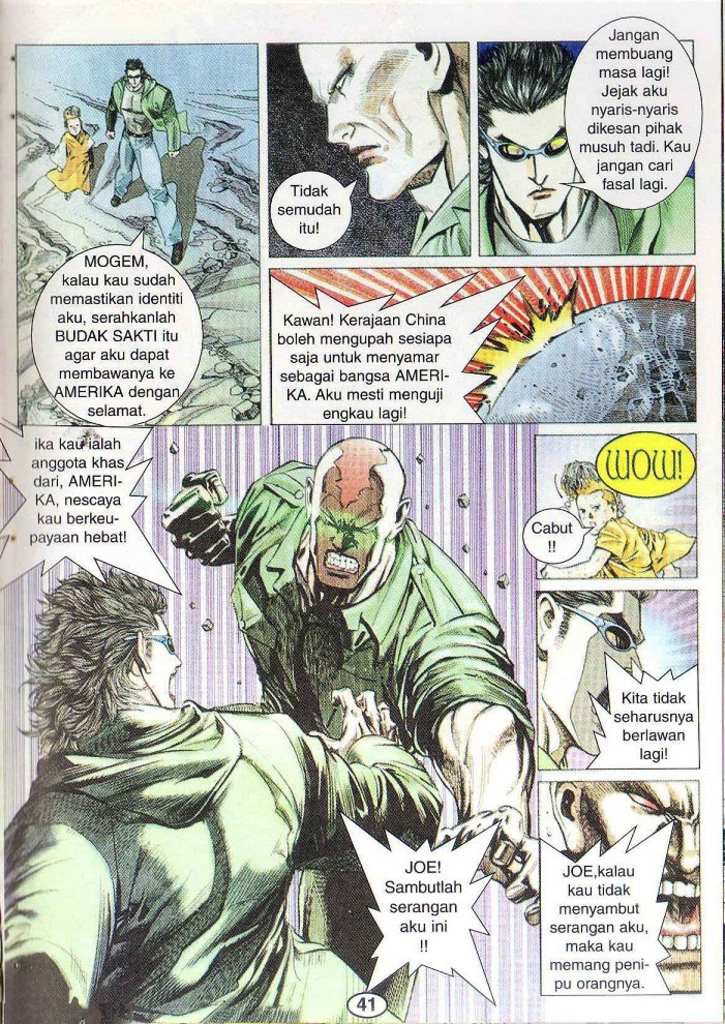 MOGEM,
kalau kau sudah
memastikan identiti
aku, serahkanlah
BUDAK SAKTI itu
agar aku dapat
membawanya ke
AMERIKA dengan
selamat.
Tidak
semudah
itu!
Jangan
membuang
masa lagi!
Jejak aku
nyaris-nyaris
dikesan pihak
musuh tadi. Kau
jangan cari
fasal lagi.
Kawan! Kerajaan China
boleh mengupah sesiapa
saja untuk menyamar
sebagai bangsa AMERI-
KA. Aku mesti menguji
engkau lagi!
ika kau ialah
anggota khas
dari, AMERI-
KA, nescaya
kau berkeu-
payaan hebat!
WOW!
Cabut
!!
Kita tidak
seharusnya
berlawan
lagi!
JOE!
Sambutlah
serangan
aku ini
!!
JOE,kalau
kau tidak
menyambut
serangan aku,
maka kau
memang peni-
pu orangnya.
41